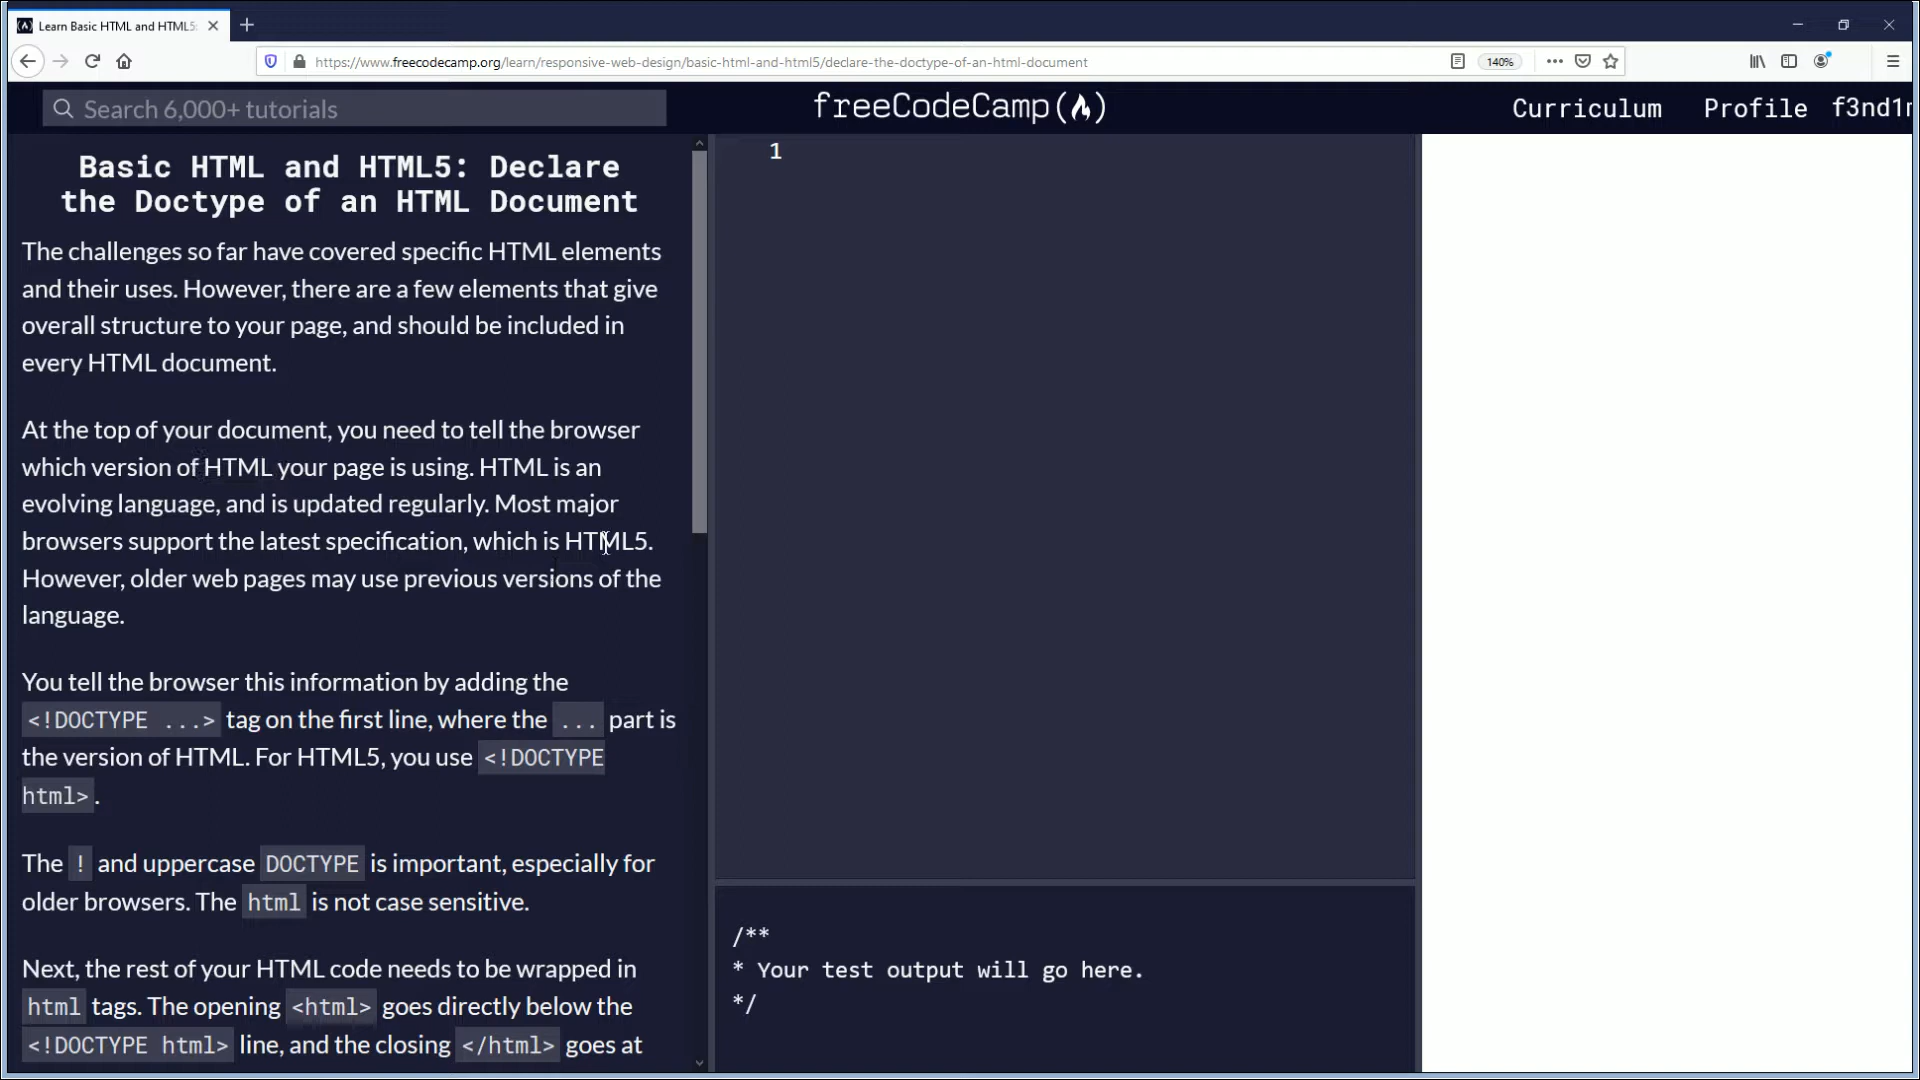 Learn Basic HTML and HTML5:
https://www.freecodecamp.org/learn/responsive-web-design/basic-html-and-html5/declare-the-doctype-of-an-html-document
140%
Search 6,000+ tutorials
freeCodeCamp(🔥)
Curriculum
Profile
f3nd1r
Basic HTML and HTML5: Declare
the Doctype of an HTML Document
The challenges so far have covered specific HTML elements
and their uses. However, there are a few elements that give
overall structure to your page, and should be included in
every HTML document.
At the top of your document, you need to tell the browser
which version of HTML your page is using. HTML is an
evolving language, and is updated regularly. Most major
browsers support the latest specification, which is HTML5.
However, older web pages may use previous versions of the
language.
You tell the browser this information by adding the
<!DOCTYPE ...> tag on the first line, where the ... part is
the version of HTML. For HTML5, you use <!DOCTYPE
html>.
The ! and uppercase DOCTYPE is important, especially for
older browsers. The html is not case sensitive.
Next, the rest of your HTML code needs to be wrapped in
html tags. The opening <html> goes directly below the
<!DOCTYPE html> line, and the closing </html> goes at
1
/**
* Your test output will go here.
*/